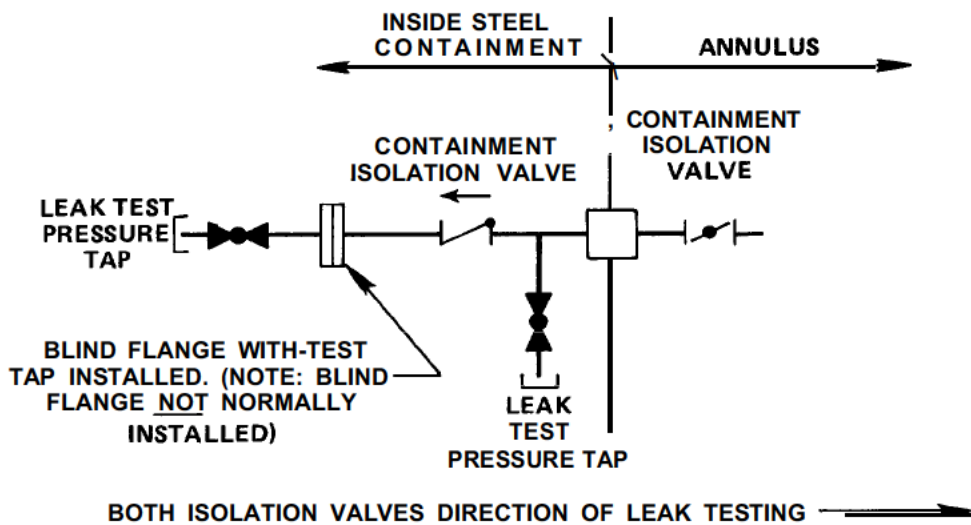 INSIDE STEEL
CONTAINMENT
ANNULUS
CONTAINMENT
ISOLATION
VALVE
CONTAINMENT
ISOLATION VALVE
LEAK TEST
PRESSURE
TAP
BLIND FLANGE WITH-TEST
TAP INSTALLED. (NOTE: BLIND
FLANGE NOT NORMALLY
INSTALLED)
LEAK
TEST
PRESSURE TAP
BOTH ISOLATION VALVES DIRECTION OF LEAK TESTING